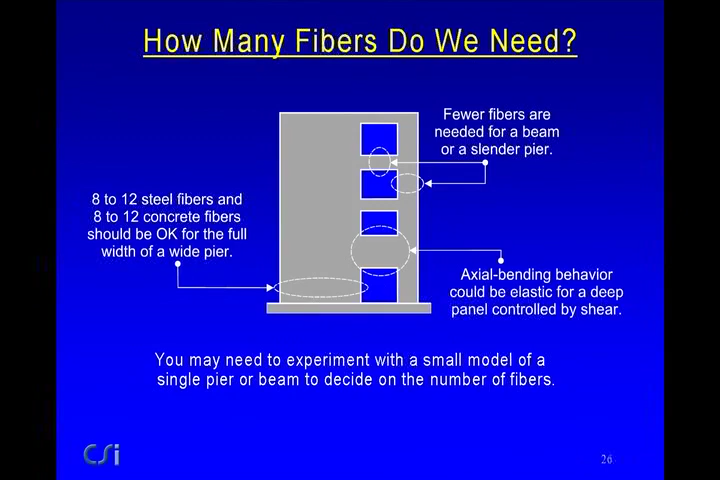 How Many Fibers Do We Need?
Fewer fibers are
needed for a beam
or a slender pier.
8 to 12 steel fibers and
8 to 12 concrete fibers
should be OK for the full
width of a wide pier.
Axial-bending behavior
could be elastic for a deep
panel controlled by shear.
You may need to experiment with a small model of a
single pier or beam to decide on the number of fibers.
CSi
26